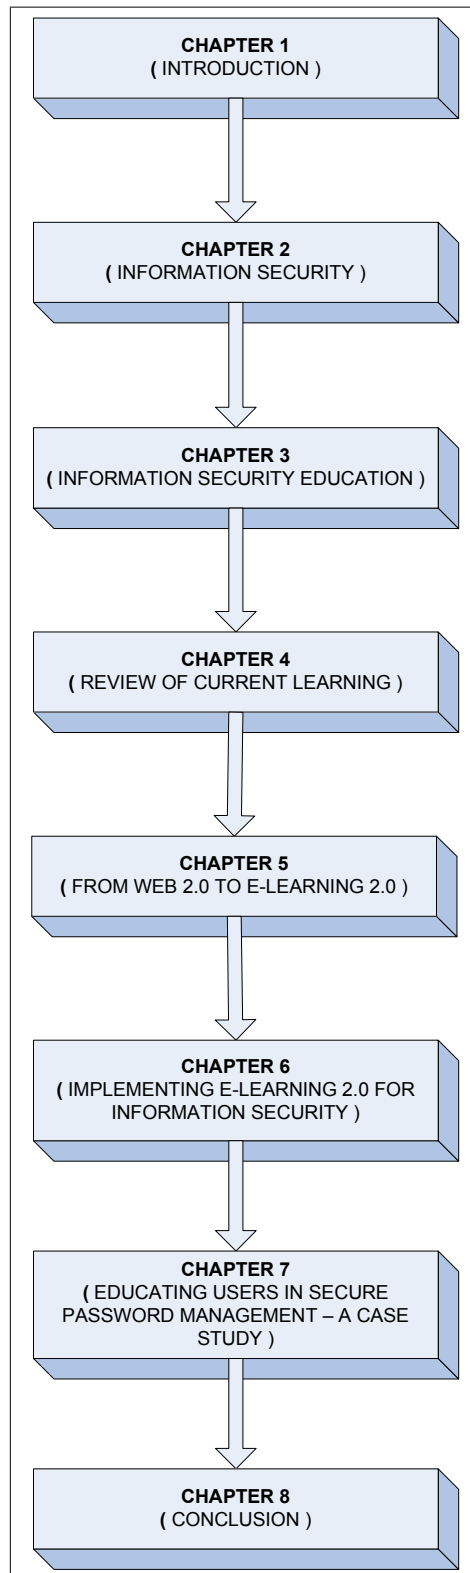 CHAPTER 1
( INTRODUCTION )
CHAPTER 2
( INFORMATION SECURITY )
CHAPTER 3
( INFORMATION SECURITY EDUCATION )
CHAPTER 4
( REVIEW OF CURRENT LEARNING )
CHAPTER 5
( FROM WEB 2.0 TO E-LEARNING 2.0 )
CHAPTER 6
( IMPLEMENTING E-LEARNING 2.0 FOR
INFORMATION SECURITY )
CHAPTER 7
( EDUCATING USERS IN SECURE
PASSWORD MANAGEMENT – A CASE
STUDY )
CHAPTER 8
( CONCLUSION )